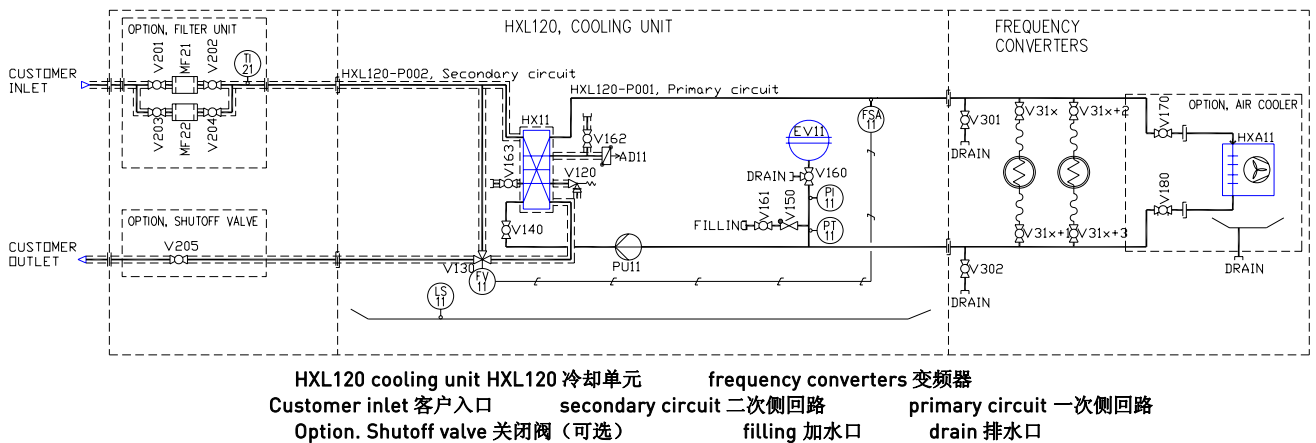 OPTION, FILTER UNIT
HXL120, COOLING UNIT
FREQUENCY
CONVERTERS
V201
MF21
V202
TI
21
CUSTOMER
INLET
HXL120-P002, Secondary circuit
HXL120-P001, Primary circuit
V203
MF22
V204
HX11
V162
AD11
V163
V120
V140
EV11
FSA
11
DRAIN
V160
V161
V150
PI
11
FILLING
PT
11
V301
DRAIN
V31x
V31x+2
V31x+1
V31x+3
OPTION, AIR COOLER
V170
HXA11
V180
DRAIN
OPTION, SHUTOFF VALVE
V205
CUSTOMER
OUTLET
V130
FV
11
PU11
LS
11
V302
DRAIN
HXL120 cooling unit HXL120 冷却单元 frequency converters 变频器
Customer inlet 客户入口 secondary circuit 二次侧回路 primary circuit 一次侧回路
Option. Shutoff valve 关闭阀（可选） filling 加水口 drain 排水口